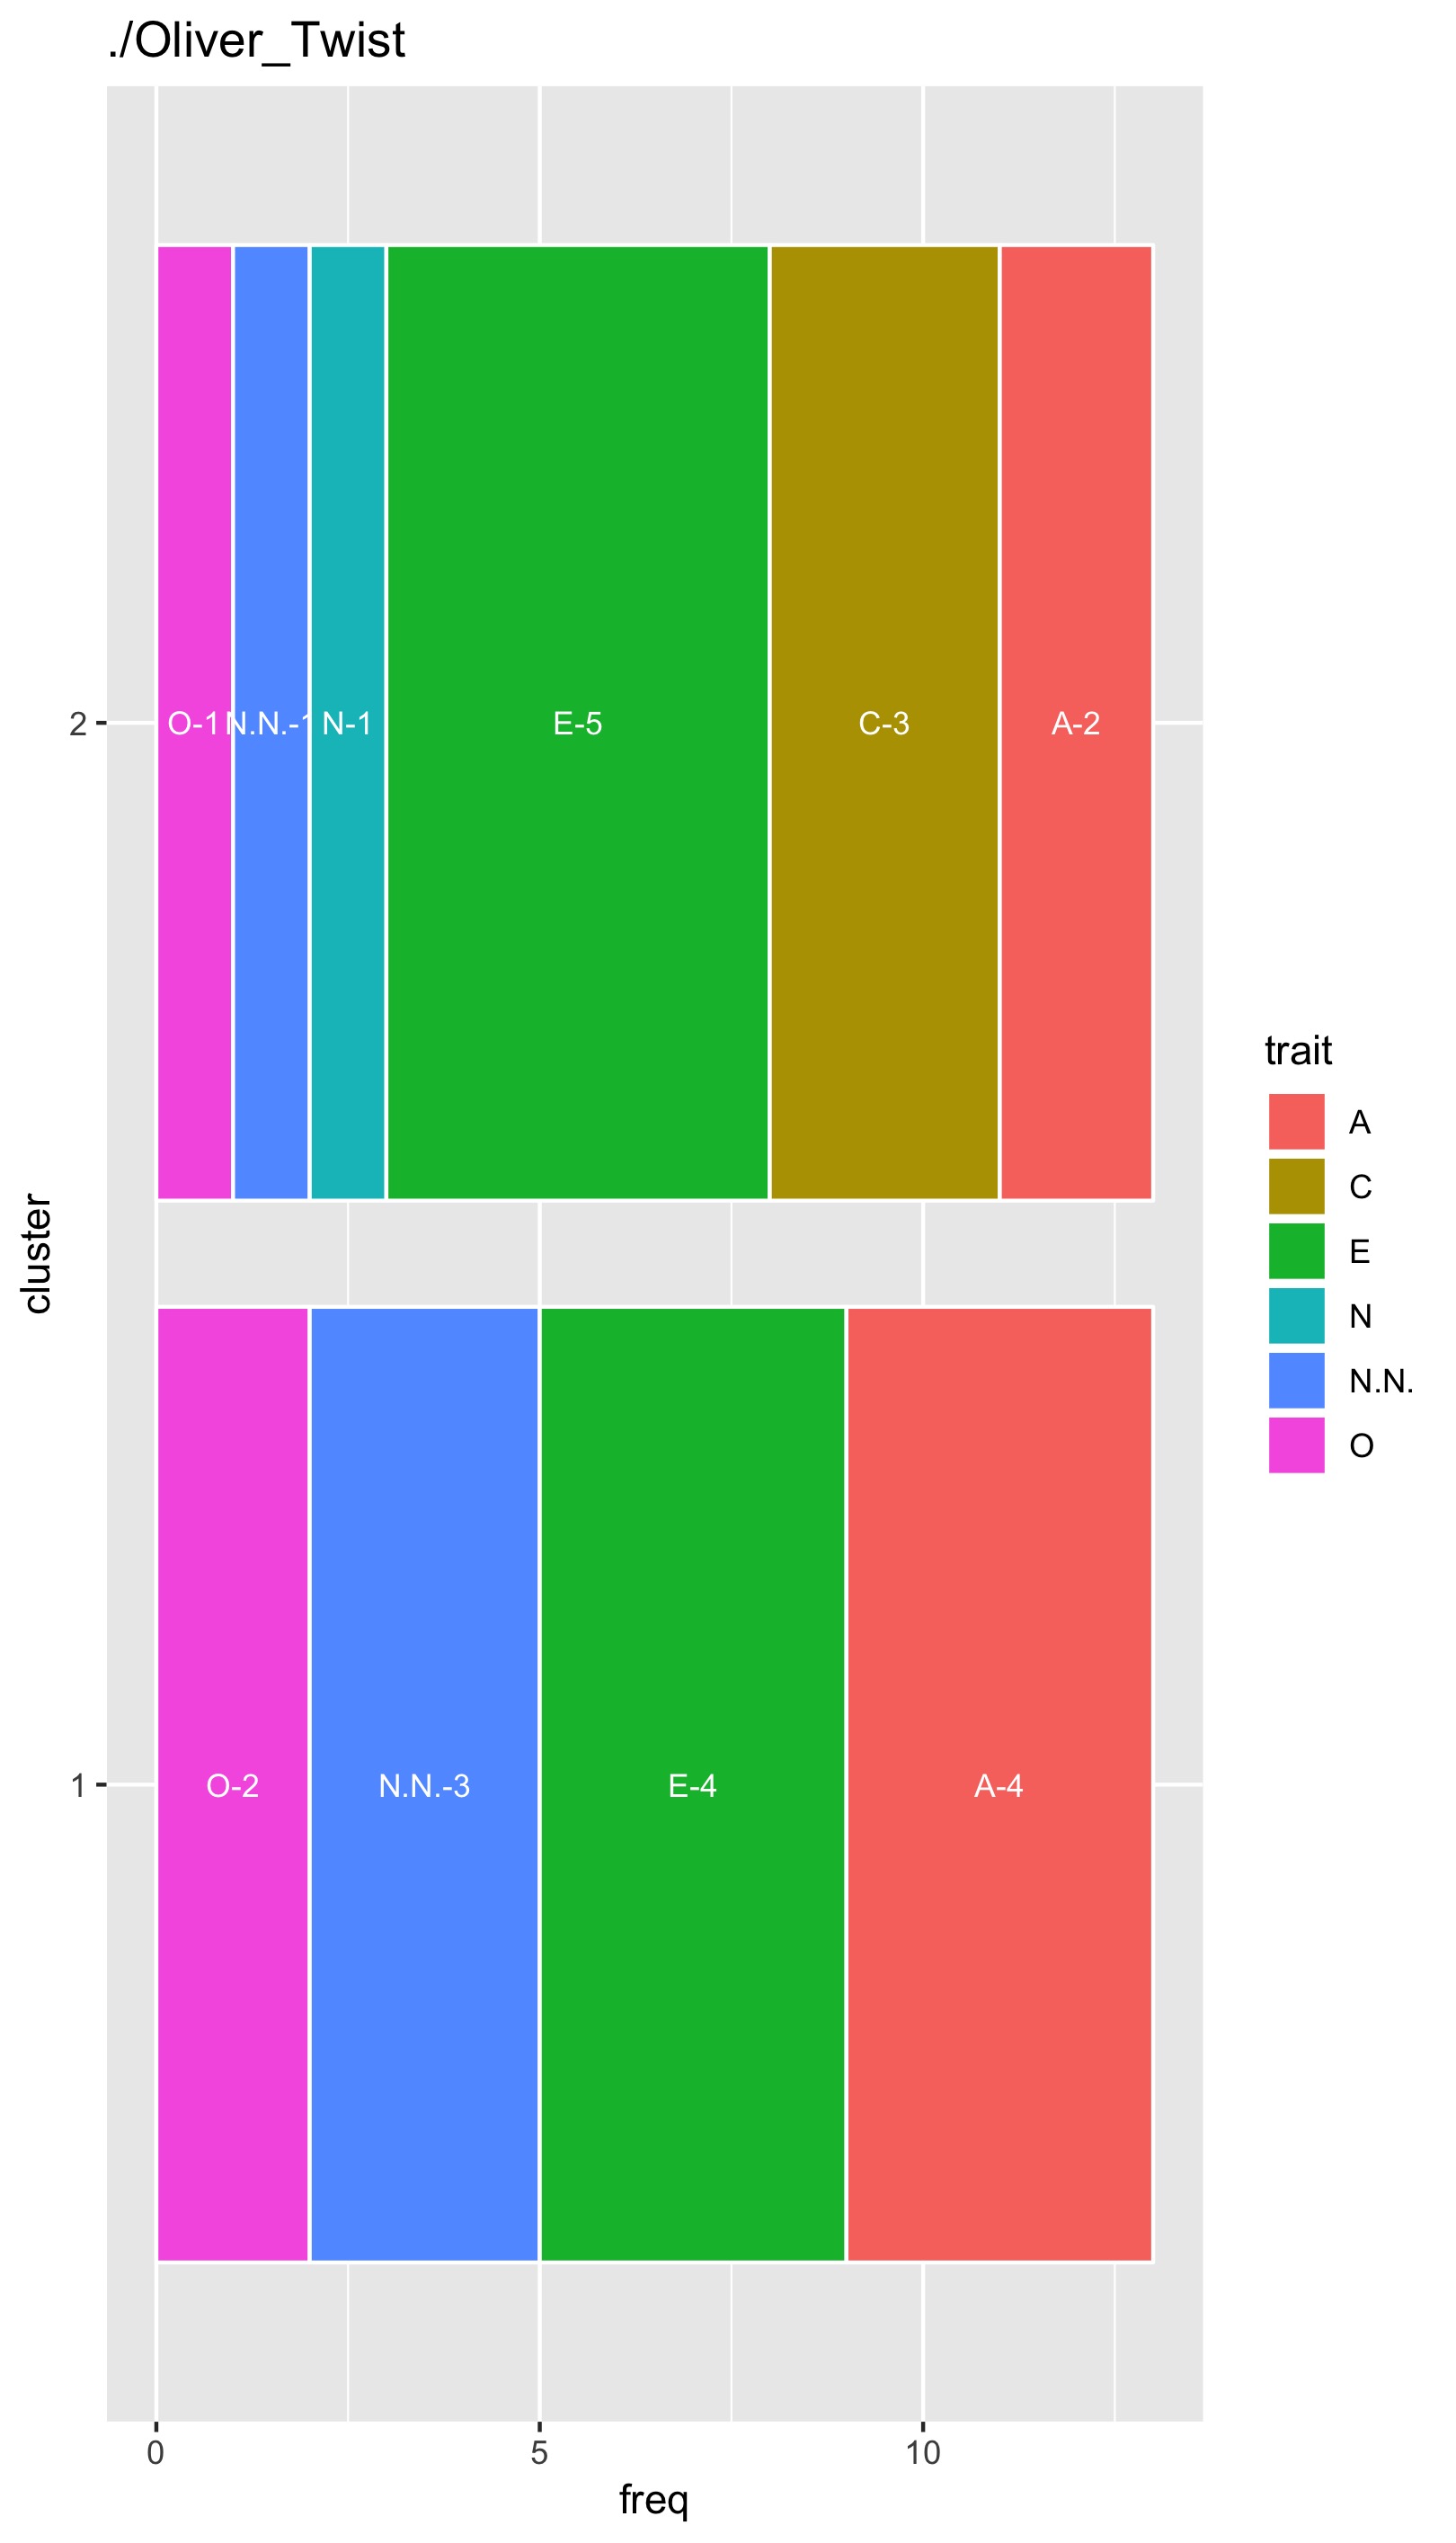 ./Oliver_Twist
2
O-1 N.N.-1 N-1 E-5 C-3 A-2
cluster
1
O-2 N.N.-3 E-4 A-4
0 5 10
freq
trait
A
C
E
N
N.N.
O